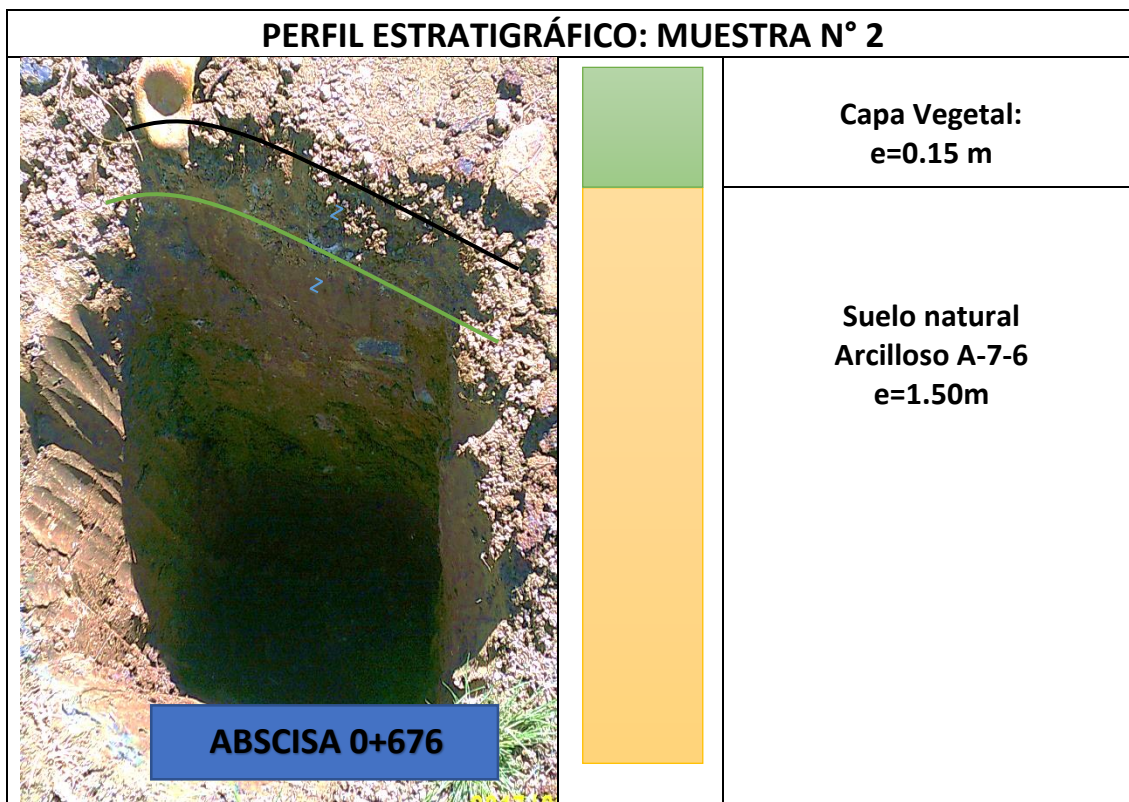 PERFIL ESTRATIGRÁFICO: MUESTRA N° 2
Capa Vegetal:
e=0.15 m
z
z
Suelo natural
Arcilloso A-7-6
e=1.50m
ABSCISA 0+676